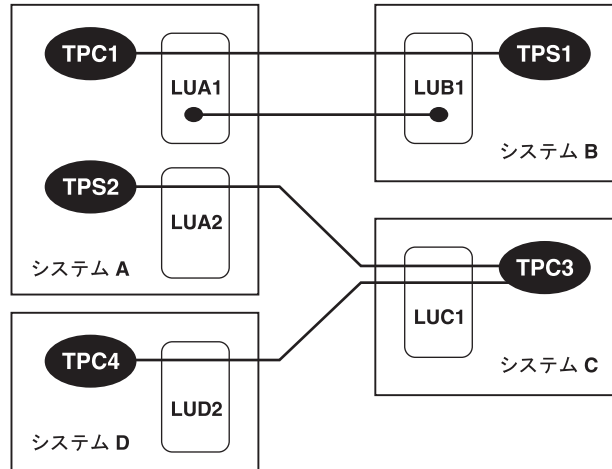 TPC1
LUA1
TPS2
LUA2
システム A
LUB1
TPS1
システム B
TPC3
LUC1
システム C
TPC4
LUD2
システム D